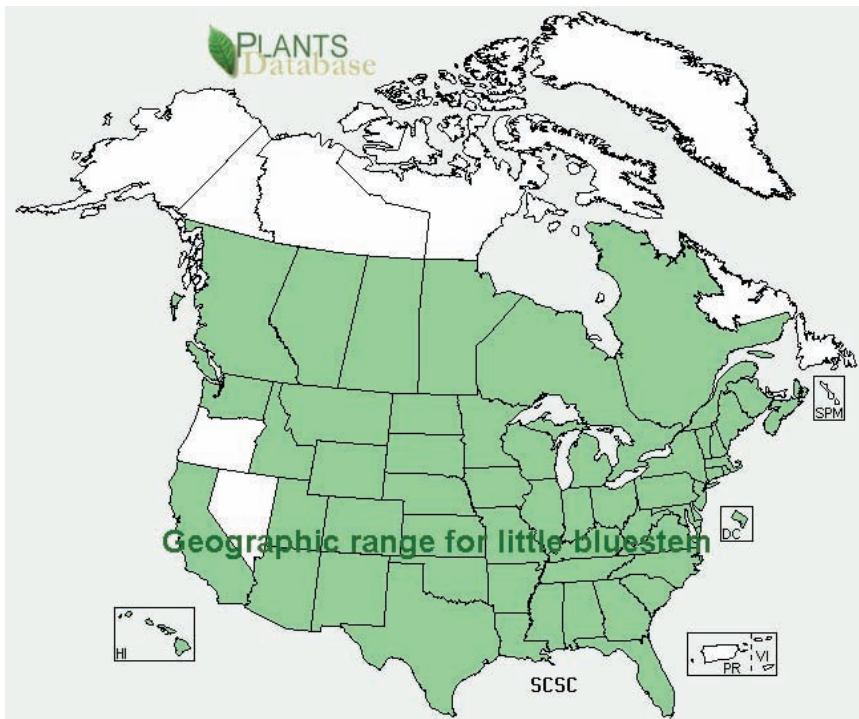 PLANTS
Database
SPM
DC
Geographic range for little bluestem
HI
PR
VI
SCSC